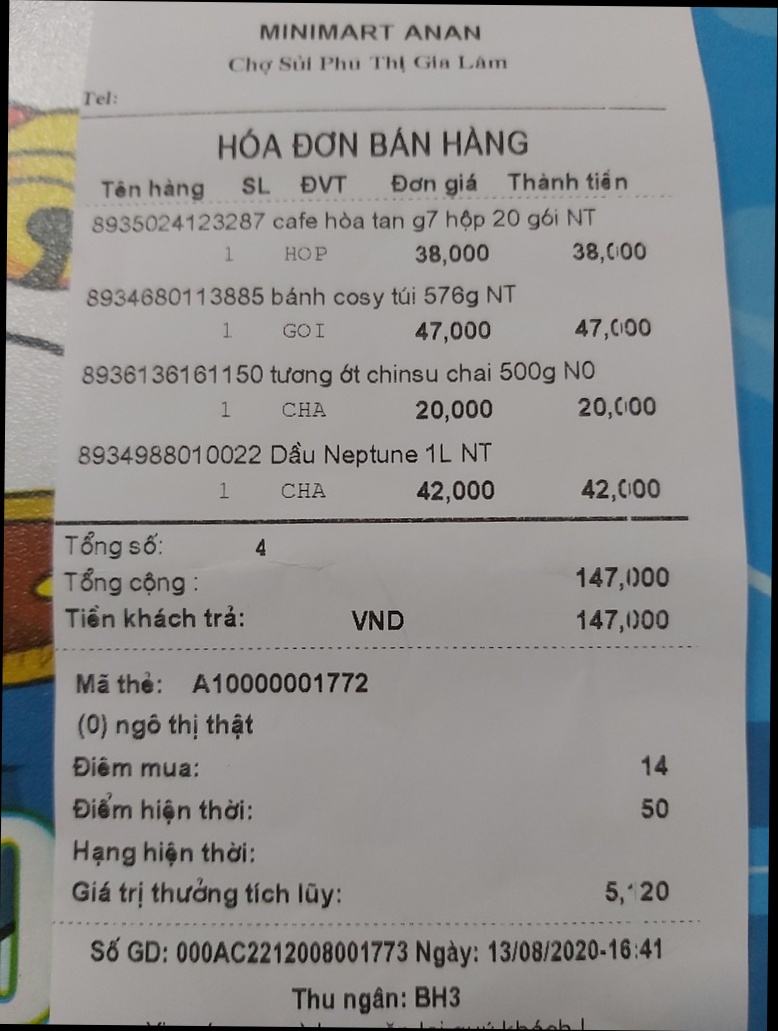 MINIMART ANAN
Chợ Sủi Phú Thị Gia Lâm
Tel:
HÓA ĐƠN BÁN HÀNG
Tên hàng SL ĐVT Đơn giá Thành tiền
8935024123287 cafe hòa tan g7 hộp 20 gói NT
1 HOP 38,000 38,000
8934680113885 bánh cosy túi 576g NT
1 GOI 47,000 47,000
8936136161150 tương ớt chinsu chai 500g N0
1 CHA 20,000 20,000
8934988010022 Dầu Neptune 1L NT
1 CHA 42,000 42,000
Tổng số: 4
Tổng cộng : 147,000
Tiền khách trả: VND 147,000
Mã thẻ: A10000001772
(0) ngô thị thật
Điểm mua: 14
Điểm hiện thời: 50
Hạng hiện thời:
Giá trị thưởng tích lũy:
Số GD: 000AC2212008001773 Ngày: 13/08/2020-16:41
Thu ngân: BH3